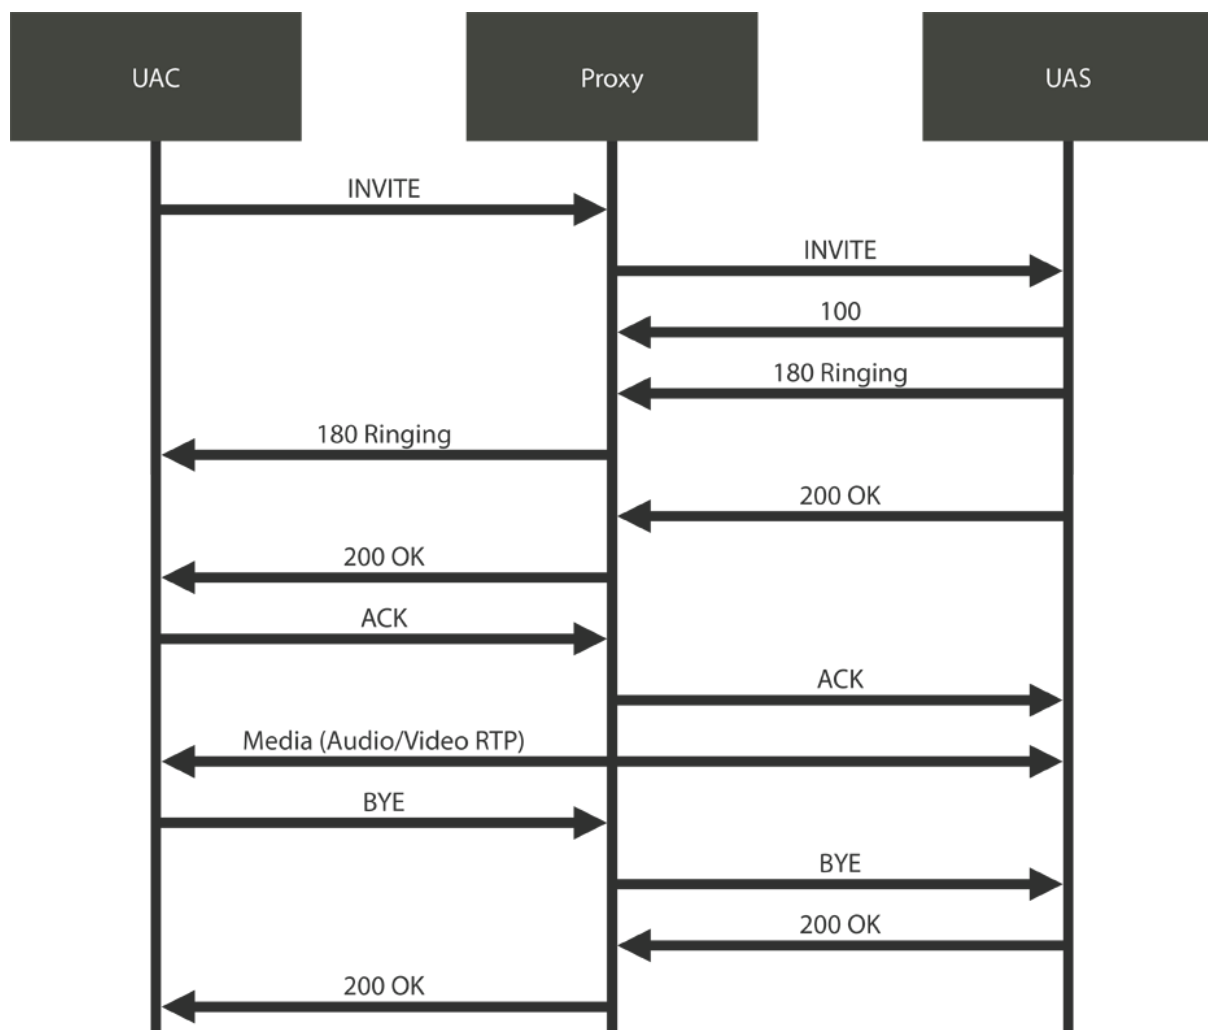 UAC
Proxy
UAS
INVITE
INVITE
100
180 Ringing
180 Ringing
200 OK
200 OK
ACK
ACK
Media (Audio/Video RTP)
BYE
BYE
200 OK
200 OK